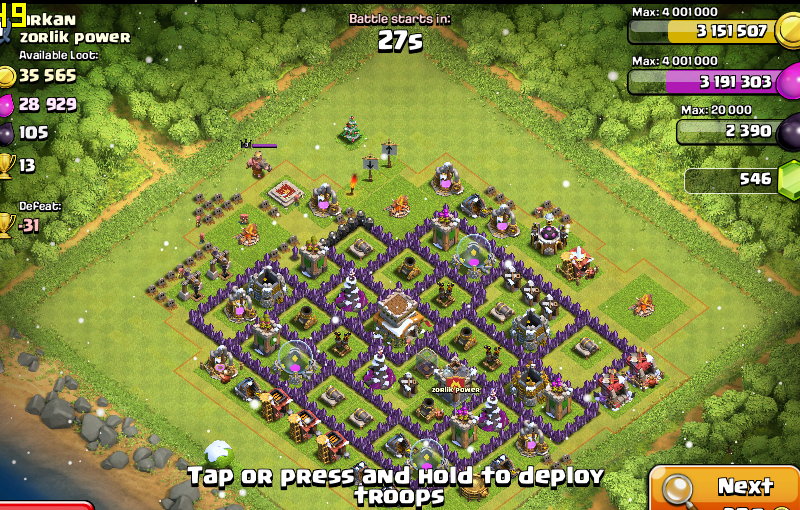 49
Battle starts in:
27s
zorlik power
Available Loot:
35 565
28 929
105
13
Defeat:
-31
Max: 4 001 000
3 151 507
Max: 4 001 000
3 191 303
Max: 20 000
2 390
546
zorlik power
Tap or press and hold to deploy
troops
Next